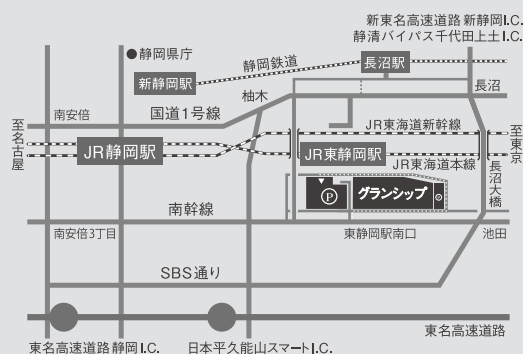 新東名高速道路 新静岡I.C.
静清バイパス千代田上土I.C.
●静岡県庁
静岡鉄道
長沼駅
新静岡駅
柚木
長沼
南安倍
国道1号線
至名古屋
JR静岡駅
JR東海道新幹線
至東京
JR東静岡駅
JR東海道本線
長沼大橋
P
グランシップ
P
南幹線
南安倍3丁目
東静岡駅南口
池田
SBS通り
東名高速道路
東名高速道路 静岡I.C.
日本平久能山スマートI.C.